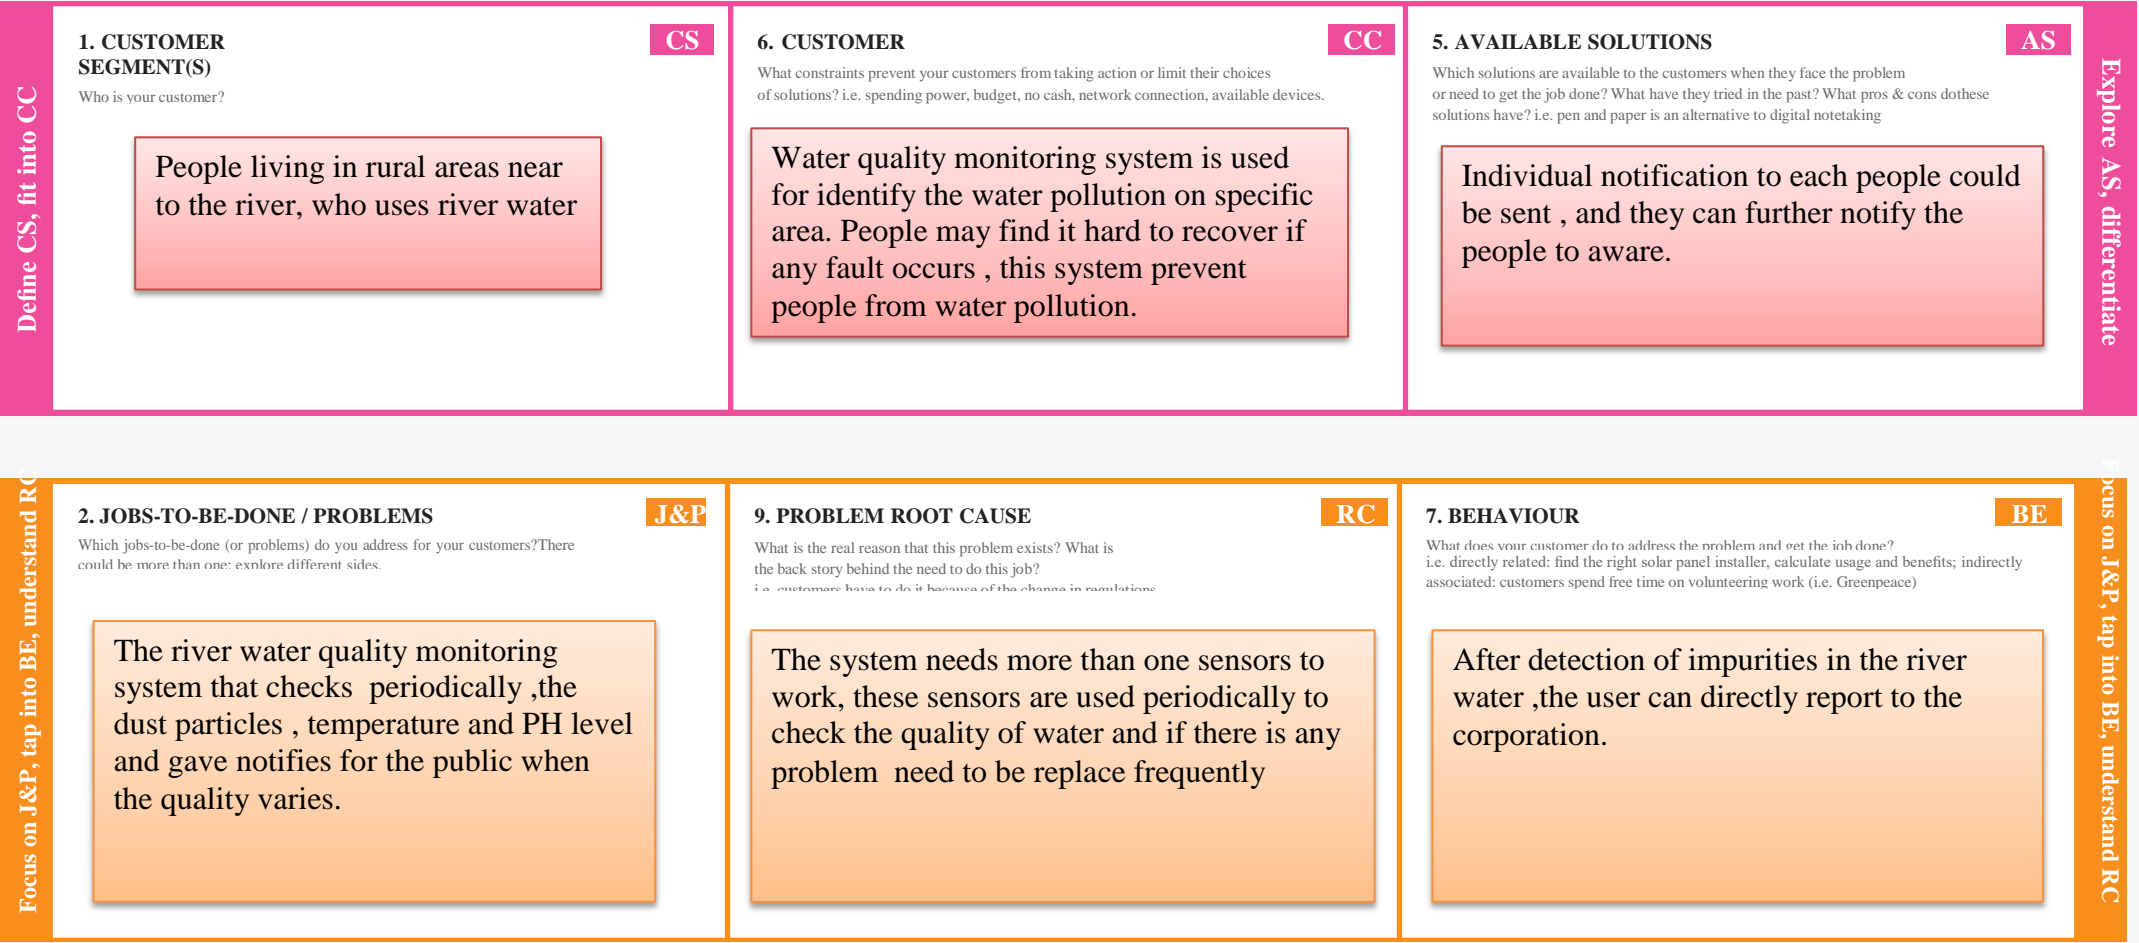 Define CS, fit into CC
1. CUSTOMER
SEGMENT(S)
Who is your customer?
CS
People living in rural areas near
to the river, who uses river water
6. CUSTOMER
CC
What constraints prevent your customers from taking action or limit their choices
of solutions? i.e. spending power, budget, no cash, network connection, available devices.
Water quality monitoring system is used
for identify the water pollution on specific
area. People may find it hard to recover if
any fault occurs , this system prevent
people from water pollution.
5. AVAILABLE SOLUTIONS
AS
Which solutions are available to the customers when they face the problem
or need to get the job done? What have they tried in the past? What pros & cons dothese
solutions have? i.e. pen and paper is an alternative to digital notetaking
Individual notification to each people could
be sent , and they can further notify the
people to aware.
Explore AS, differentiate
Focus on J&P, tap into BE, understand RC
2. JOBS-TO-BE-DONE / PROBLEMS
J&P
Which jobs-to-be-done (or problems) do you address for your customers?There
could be more than one; explore different sides.
The river water quality monitoring
system that checks periodically ,the
dust particles , temperature and PH level
and gave notifies for the public when
the quality varies.
9. PROBLEM ROOT CAUSE
RC
What is the real reason that this problem exists? What is
the back story behind the need to do this job?
i.e. customers have to do it because of the change in regulations.
The system needs more than one sensors to
work, these sensors are used periodically to
check the quality of water and if there is any
problem need to be replace frequently
7. BEHAVIOUR
BE
What does your customer do to address the problem and get the job done?
i.e. directly related: find the right solar panel installer, calculate usage and benefits; indirectly
associated: customers spend free time on volunteering work (i.e. Greenpeace)
After detection of impurities in the river
water ,the user can directly report to the
corporation.
Focus on J&P, tap into BE, understand RC